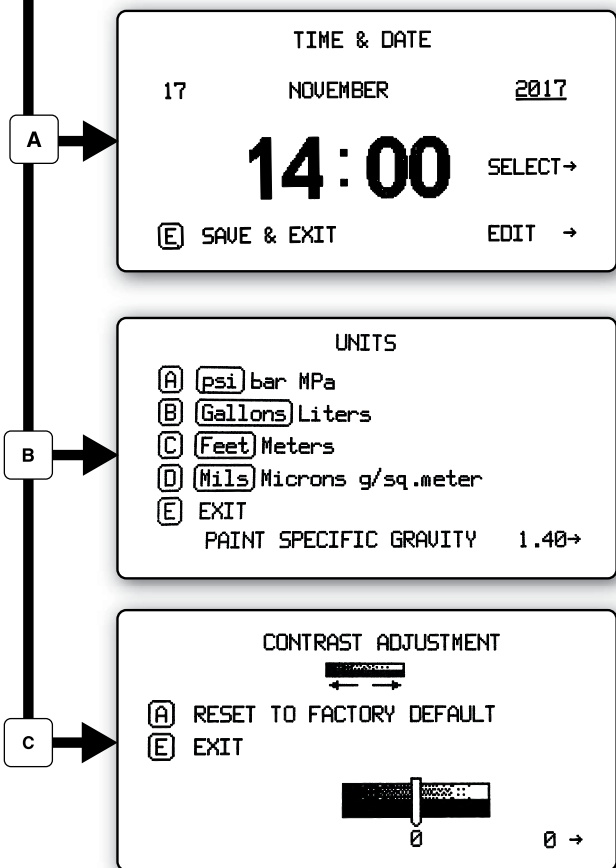 TIME & DATE
17 NOVEMBER 2017
A
14:00 SELECT→
E SAVE & EXIT EDIT →
UNITS
A psi bar MPa
B Gallons Liters
B
C Feet Meters
D Mils Microns g/sq.meter
E EXIT
PAINT SPECIFIC GRAVITY 1.40→
CONTRAST ADJUSTMENT
A RESET TO FACTORY DEFAULT
C
E EXIT
0 0 →